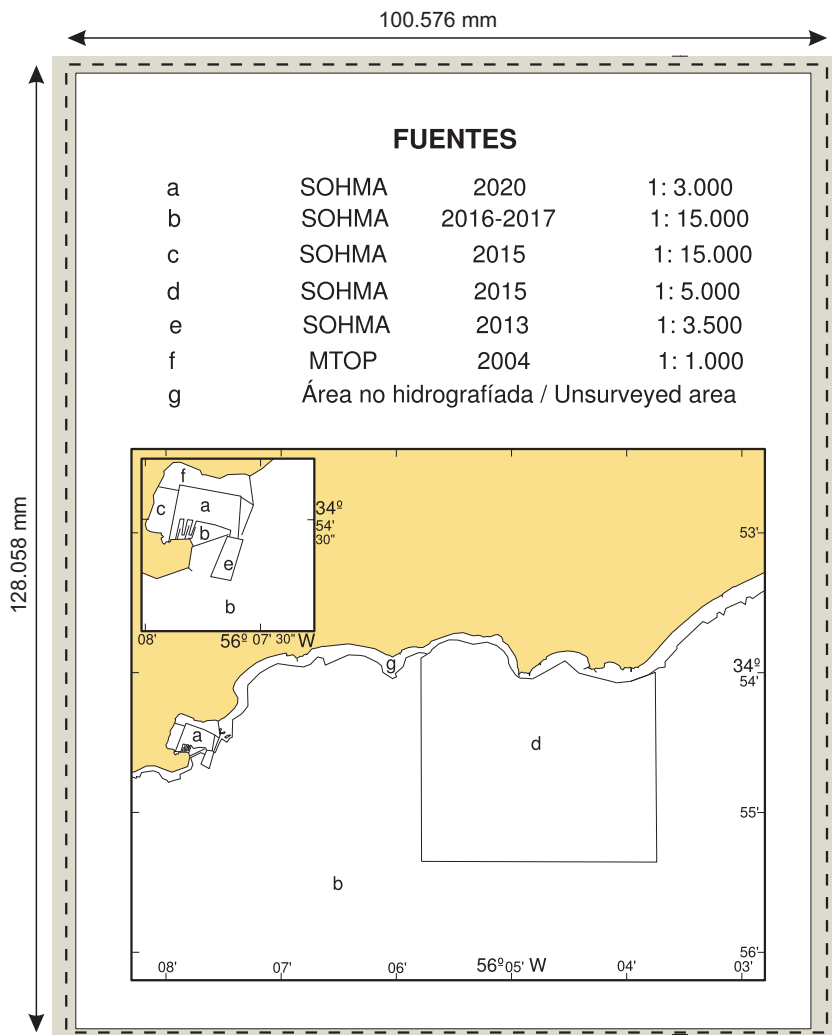 100.576 mm
128.058 mm
FUENTES
a SOHMA 2020 1: 3.000
b SOHMA 2016-2017 1: 15.000
c SOHMA 2015 1: 15.000
d SOHMA 2015 1: 5.000
e SOHMA 2013 1: 3.500
f MTOP 2004 1: 1.000
g Área no hidrografíada / Unsurveyed area
f
c a
b
e
b
34º
54'
30"
08' 56º 07' 30" W
53'
g
34º
54'
a
d
55'
b
56'
08' 07' 06' 56º05' W 04' 03'